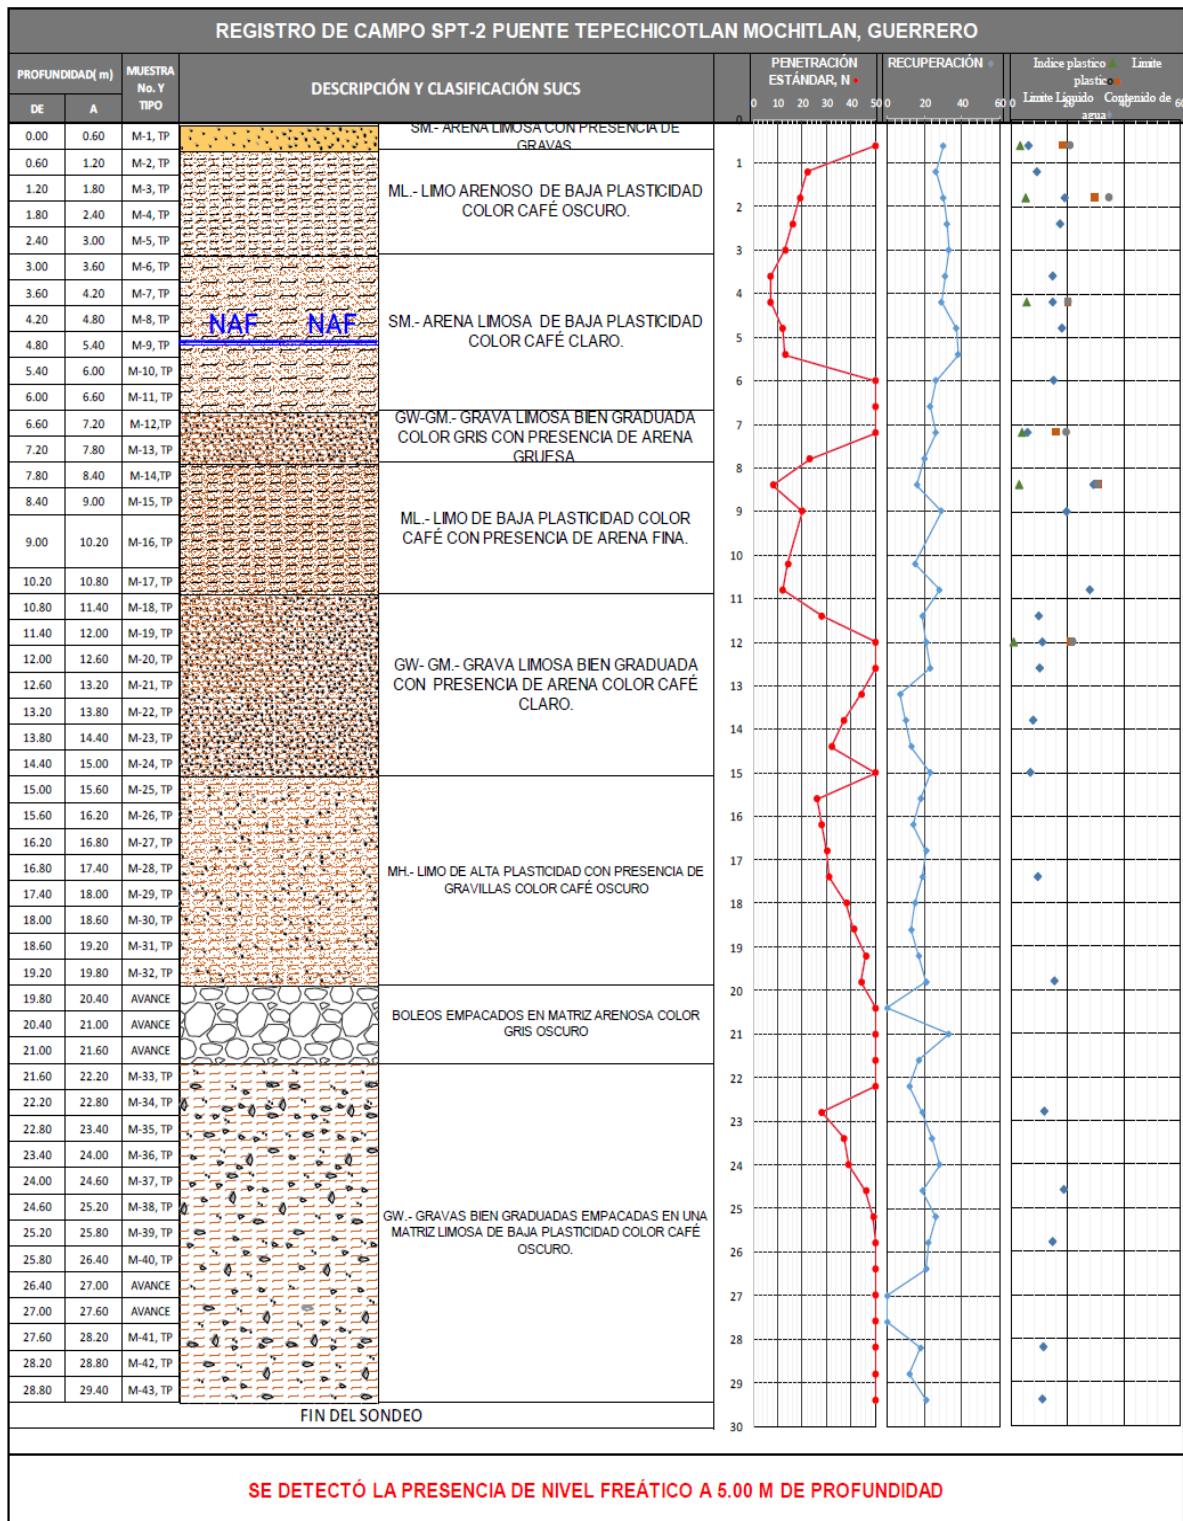 REGISTRO DE CAMPO SPT-2 PUENTE TEPECHICOTLAN MOCHITLAN, GUERRERO
PROFUNDIDAD( m)
DE
A
MUESTRA
No. Y
TIPO
DESCRIPCIÓN Y CLASIFICACIÓN SUCS
PENETRACIÓN
ESTÁNDAR, N
0 10 20 30 40 50
RECUPERACIÓN
0 20 40 60
Indice plastico Limite
plastico
Limite Líquido Contenido de
agua
0 20 40 60
0.00 0.60 M-1, TP
0.60 1.20 M-2, TP
1.20 1.80 M-3, TP
1.80 2.40 M-4, TP
2.40 3.00 M-5, TP
3.00 3.60 M-6, TP
3.60 4.20 M-7, TP
4.20 4.80 M-8, TP
4.80 5.40 M-9, TP
5.40 6.00 M-10, TP
6.00 6.60 M-11, TP
6.60 7.20 M-12,TP
7.20 7.80 M-13, TP
7.80 8.40 M-14,TP
8.40 9.00 M-15, TP
9.00 10.20 M-16, TP
10.20 10.80 M-17, TP
10.80 11.40 M-18, TP
11.40 12.00 M-19, TP
12.00 12.60 M-20, TP
12.60 13.20 M-21, TP
13.20 13.80 M-22, TP
13.80 14.40 M-23, TP
14.40 15.00 M-24, TP
15.00 15.60 M-25, TP
15.60 16.20 M-26, TP
16.20 16.80 M-27, TP
16.80 17.40 M-28, TP
17.40 18.00 M-29, TP
18.00 18.60 M-30, TP
18.60 19.20 M-31, TP
19.20 19.80 M-32, TP
19.80 20.40 AVANCE
20.40 21.00 AVANCE
21.00 21.60 AVANCE
21.60 22.20 M-33, TP
22.20 22.80 M-34, TP
22.80 23.40 M-35, TP
23.40 24.00 M-36, TP
24.00 24.60 M-37, TP
24.60 25.20 M-38, TP
25.20 25.80 M-39, TP
25.80 26.40 M-40, TP
26.40 27.00 AVANCE
27.00 27.60 AVANCE
27.60 28.20 M-41, TP
28.20 28.80 M-42, TP
28.80 29.40 M-43, TP
NAF NAF
SM.- ARENA LIMOSA CON PRESENCIA DE
GRAVAS
ML.- LIMO ARENOSO DE BAJA PLASTICIDAD
COLOR CAFÉ OSCURO.
SM.- ARENA LIMOSA DE BAJA PLASTICIDAD
COLOR CAFÉ CLARO.
GW-GM.- GRAVA LIMOSA BIEN GRADUADA
COLOR GRIS CON PRESENCIA DE ARENA
GRUESA
ML.- LIMO DE BAJA PLASTICIDAD COLOR
CAFÉ CON PRESENCIA DE ARENA FINA.
GW- GM.- GRAVA LIMOSA BIEN GRADUADA
CON PRESENCIA DE ARENA COLOR CAFÉ
CLARO.
MH.- LIMO DE ALTA PLASTICIDAD CON PRESENCIA DE
GRAVILLAS COLOR CAFÉ OSCURO
BOLEOS EMPACADOS EN MATRIZ ARENOSA COLOR
GRIS OSCURO
GW.- GRAVAS BIEN GRADUADAS EMPACADAS EN UNA
MATRIZ LIMOSA DE BAJA PLASTICIDAD COLOR CAFÉ
OSCURO.
0
1
2
3
4
5
6
7
8
9
10
11
12
13
14
15
16
17
18
19
20
21
22
23
24
25
26
27
28
29
30
FIN DEL SONDEO
SE DETECTÓ LA PRESENCIA DE NIVEL FREÁTICO A 5.00 M DE PROFUNDIDAD